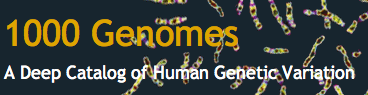 1000 Genomes
A Deep Catalog of Human Genetic Variation